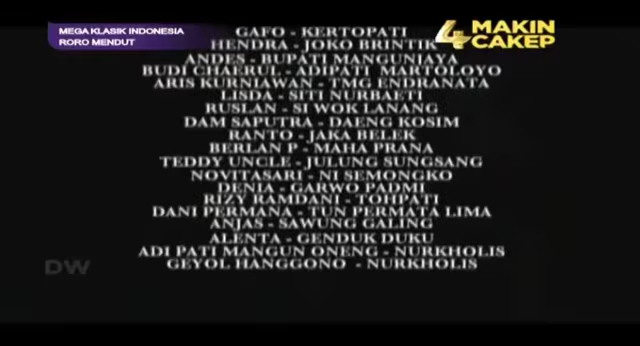 MEGA KLASIK INDONESIA
RORO MENDUT
4 MAKIN
CAKEP
GAFO - KERTOPATI
HENDRA - JOKO BRINTIK
ANDES - BUPATI MANGUNJAYA
BUDI CHAERUL - ADIPATI MARTOLOYO
ARIS KURNIAWAN - TMG ENDRANATA
LISDA - SITI NURBAETI
RUSLAN - SI WOK LANANG
DAM SAPUTRA - DAENG KOSIM
RANTO - JAKA BELEK
BERLAN P - MAHA PRANA
TEDDY UNCLE - JULUNG SUNGSANG
NOVITASARI - NI SEMONGKO
DENIA - GARWO PADMI
RIZY RAMDANI - TOHPATI
DANI PERMANA - TUN PERMATA LIMA
ANJAS - SAWUNG GALING
ALENTA - GENDUK DUKU
ADI PATI MANGUN ONENG - NURKHOLIS
GEYOL HANGGONO - NURKHOLIS
DW